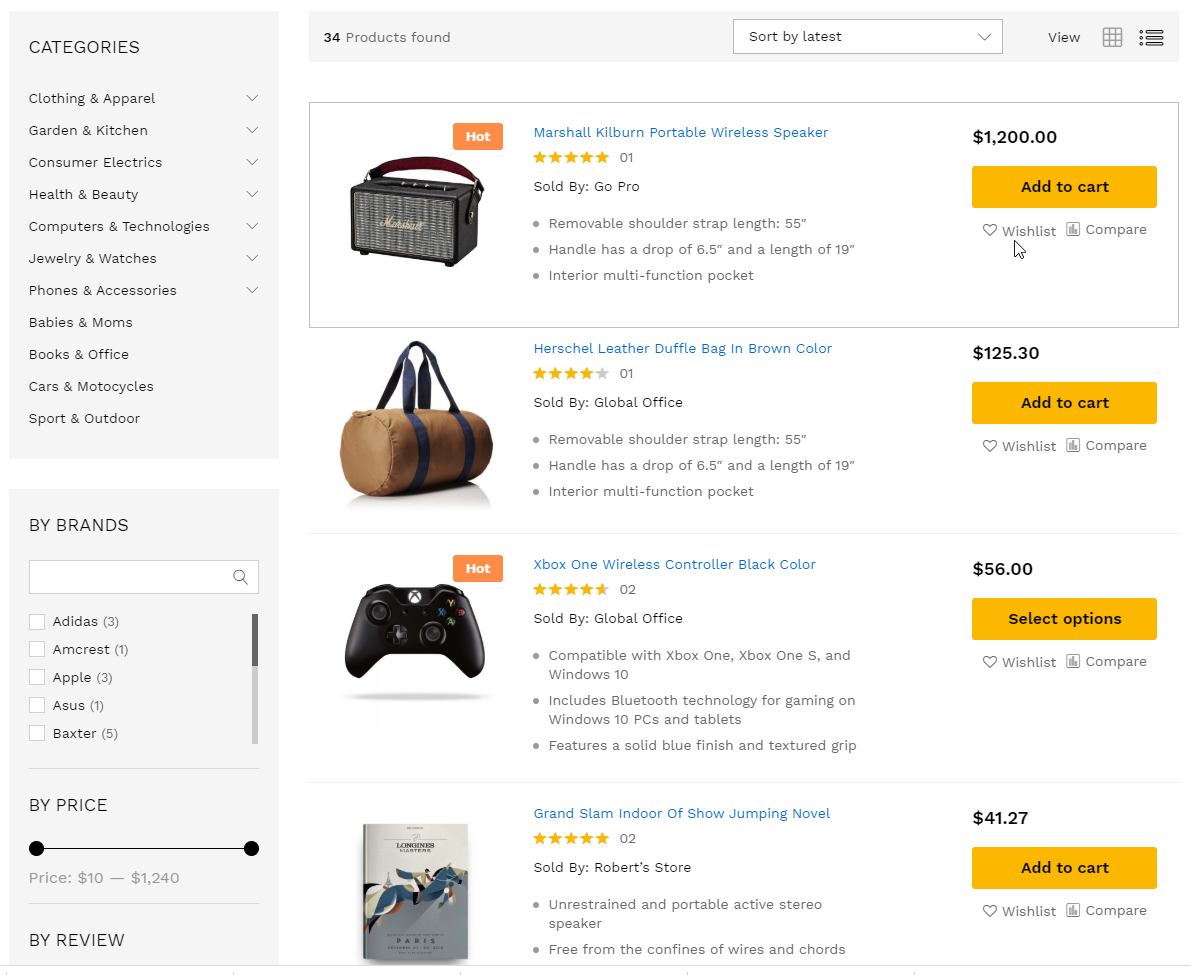 CATEGORIES
Clothing & Apparel
Garden & Kitchen
Consumer Electrics
Health & Beauty
Computers & Technologies
Jewelry & Watches
Phones & Accessories
Babies & Moms
Books & Office
Cars & Motocycles
Sport & Outdoor
BY BRANDS
Adidas (3)
Amcrest (1)
Apple (3)
Asus (1)
Baxter (5)
BY PRICE
Price: $10 — $1,240
BY REVIEW
34 Products found
Sort by latest
View
Hot
Marshall
Marshall Kilburn Portable Wireless Speaker
01
Sold By: Go Pro
Removable shoulder strap length: 55″
Handle has a drop of 6.5″ and a length of 19″
Interior multi-function pocket
$1,200.00
Add to cart
Wishlist Compare
Herschel Leather Duffle Bag In Brown Color
01
Sold By: Global Office
Removable shoulder strap length: 55″
Handle has a drop of 6.5″ and a length of 19″
Interior multi-function pocket
$125.30
Add to cart
Wishlist Compare
Hot
Y
X
B
A
Xbox One Wireless Controller Black Color
02
Sold By: Global Office
Compatible with Xbox One, Xbox One S, and
Windows 10
Includes Bluetooth technology for gaming on
Windows 10 PCs and tablets
Features a solid blue finish and textured grip
$56.00
Select options
Wishlist Compare
LONGINES
MASTERS
PARIS
Grand Slam Indoor Of Show Jumping Novel
02
Sold By: Robert’s Store
Unrestrained and portable active stereo
speaker
Free from the confines of wires and chords
$41.27
Add to cart
Wishlist Compare